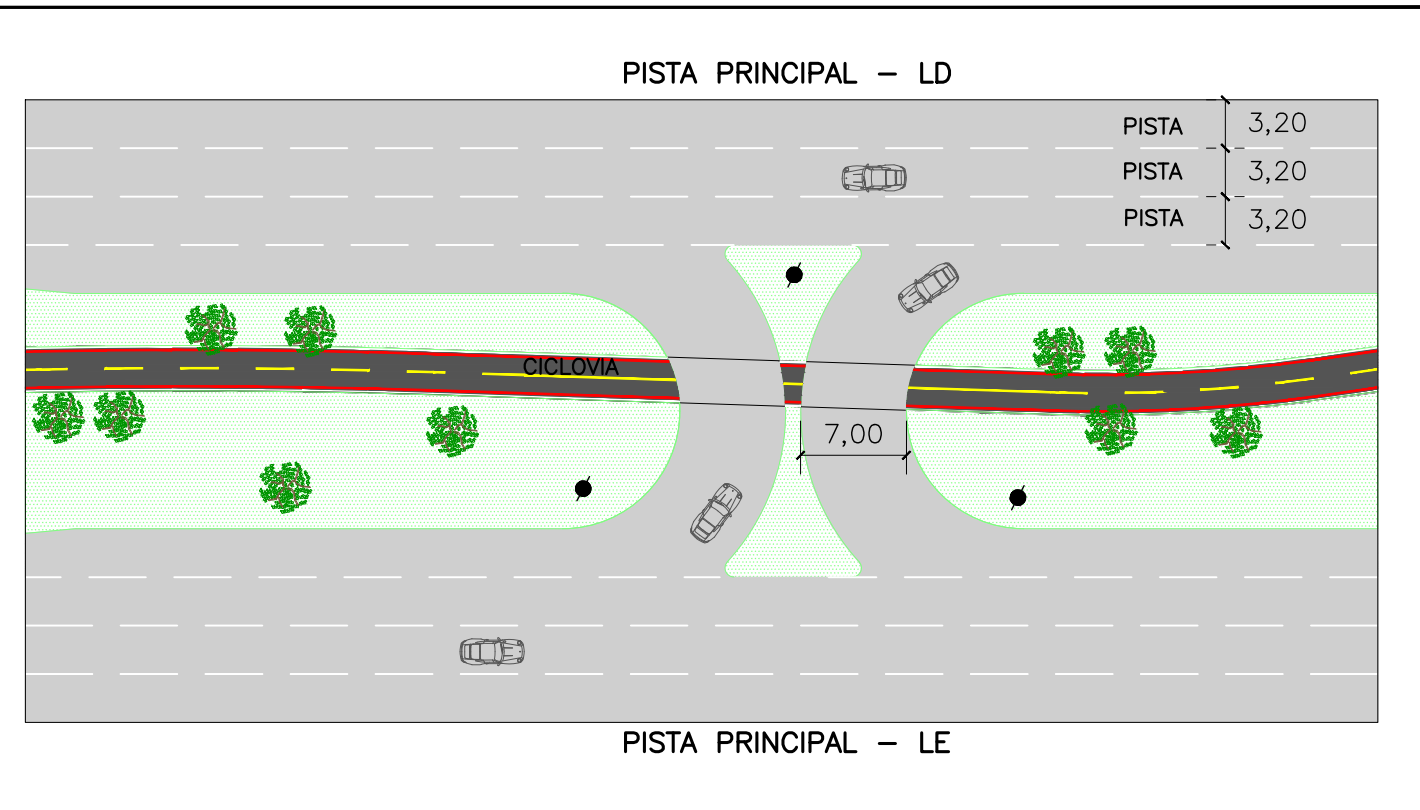 PISTA PRINCIPAL – LD
PISTA 3,20
PISTA 3,20
PISTA 3,20
CICLOVIA
7,00
PISTA PRINCIPAL – LE